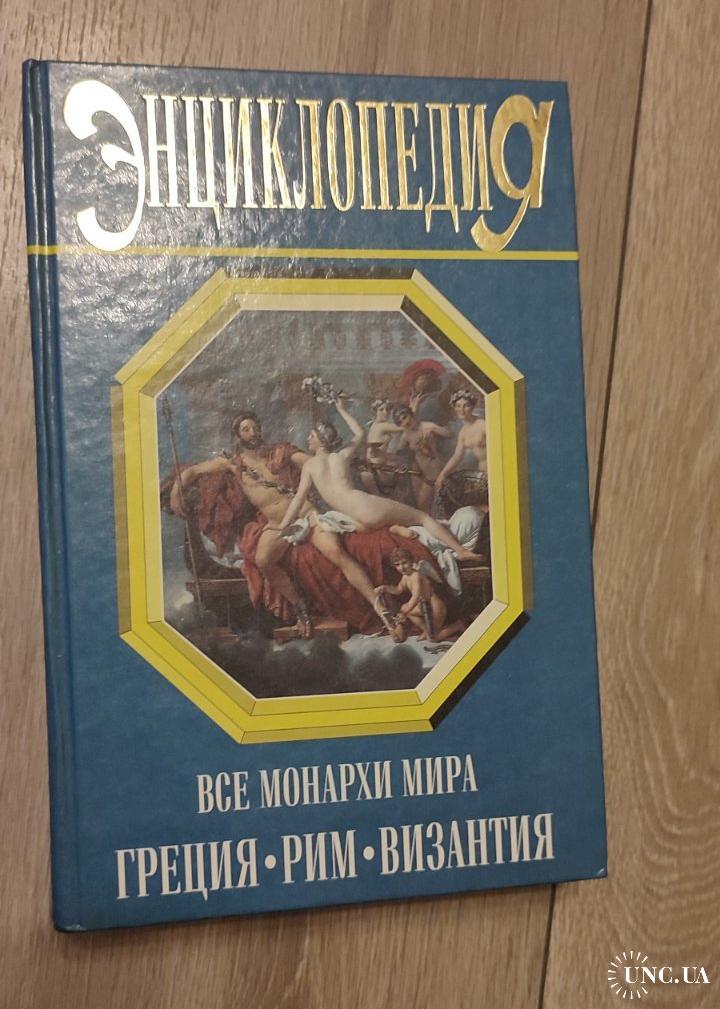 ЭНЦИКЛОПЕДИЯ
ВСЕ МОНАРХИ МИРА
ГРЕЦИЯ • РИМ • ВИЗАНТИЯ
UNC.UA